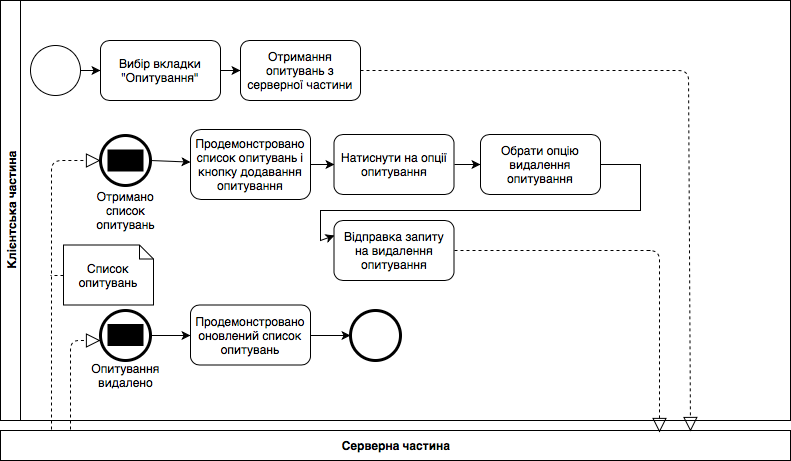 Клієнтська частина
Вибір вкладки
"Опитування"
Отримання
опитувань з
серверної частини
Отримано
список
опитувань
Продемонстровано
список опитувань і
кнопку додавання
опитування
Натиснути на опції
опитування
Обрати опцію
видалення
опитування
Відправка запиту
на видалення
опитування
Список
опитувань
Опитування
видалено
Продемонстровано
оновлений список
опитувань
Серверна частина